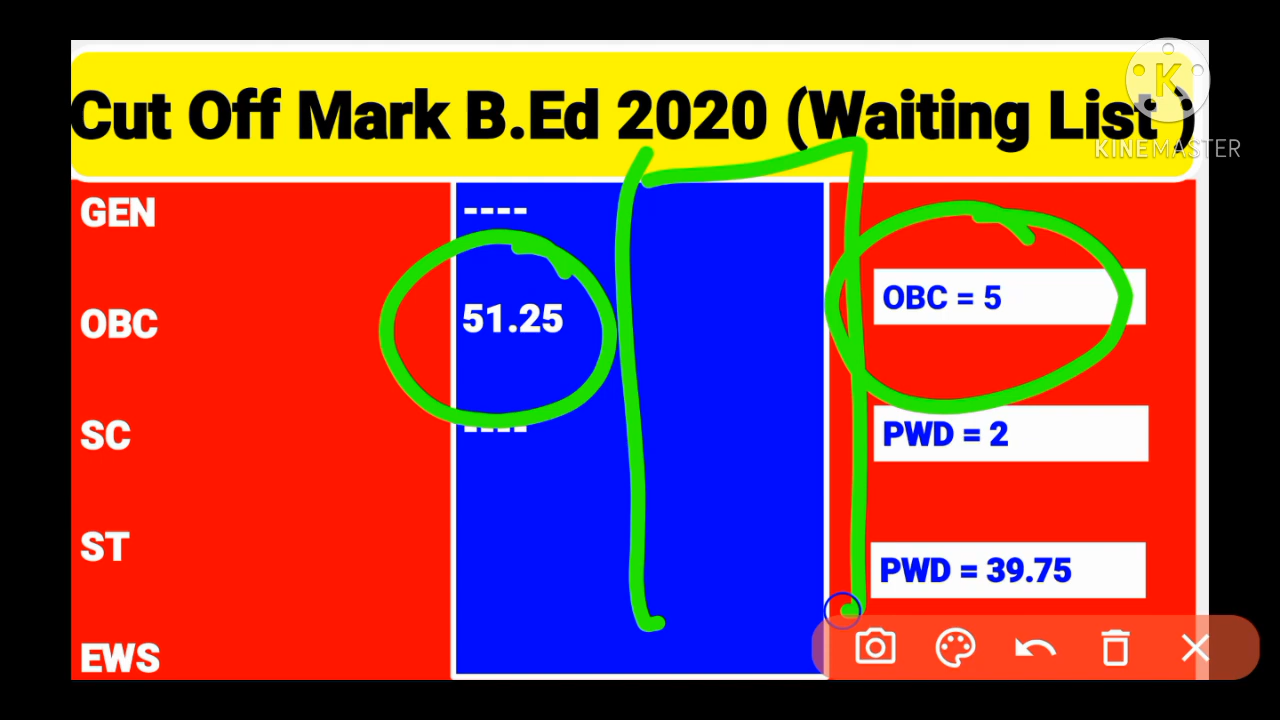 Cut Off Mark B.Ed 2020 (Waiting List )
K
KINEMASTER
GEN ----
OBC 51.25 OBC = 5
SC ---- PWD = 2
ST PWD = 39.75
EWS